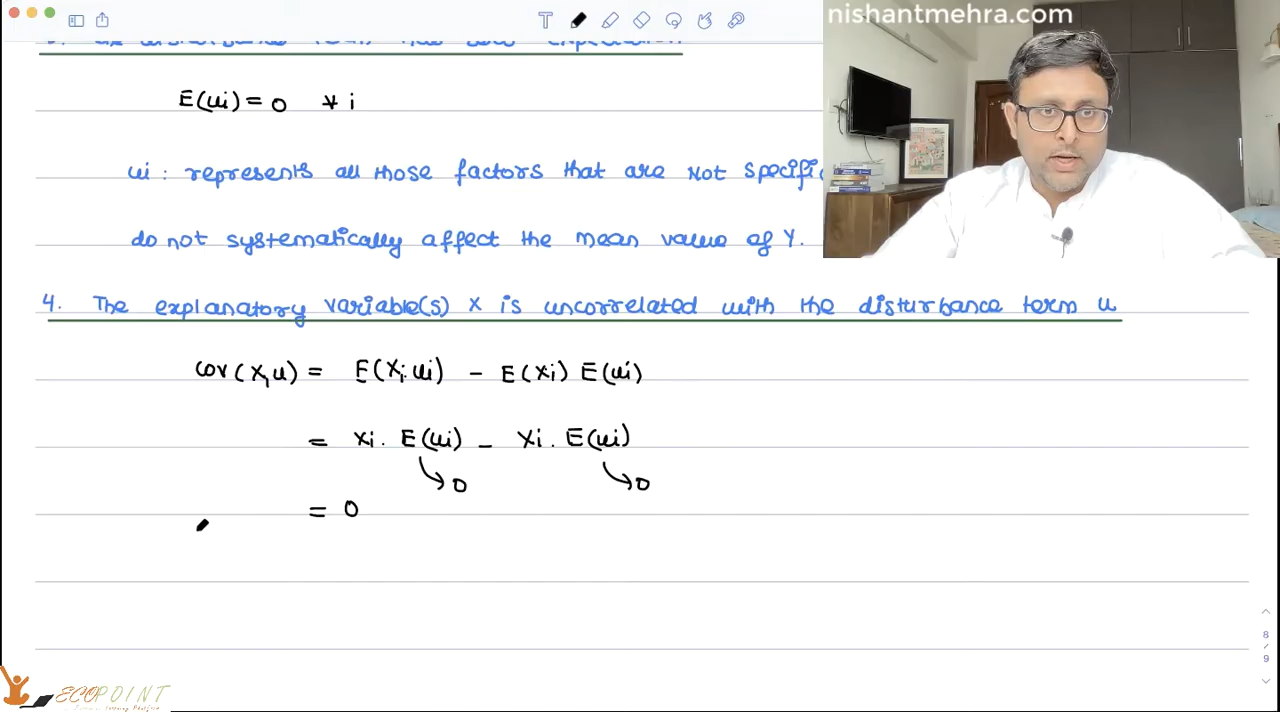 nishantmehra.com
E(ui) = 0 ∀ i
ui : represents all those factors that are not
do not systematically affect the mean value of Y.
4. The explanatory variable(s) X is uncorrelated with the disturbance term u
cov(X,u) = E(Xi.ui) - E(Xi) E(ui)
= Xi. E(ui) - Xi. E(ui)
→0 →0
= 0
8
/
9
ECOPOINT